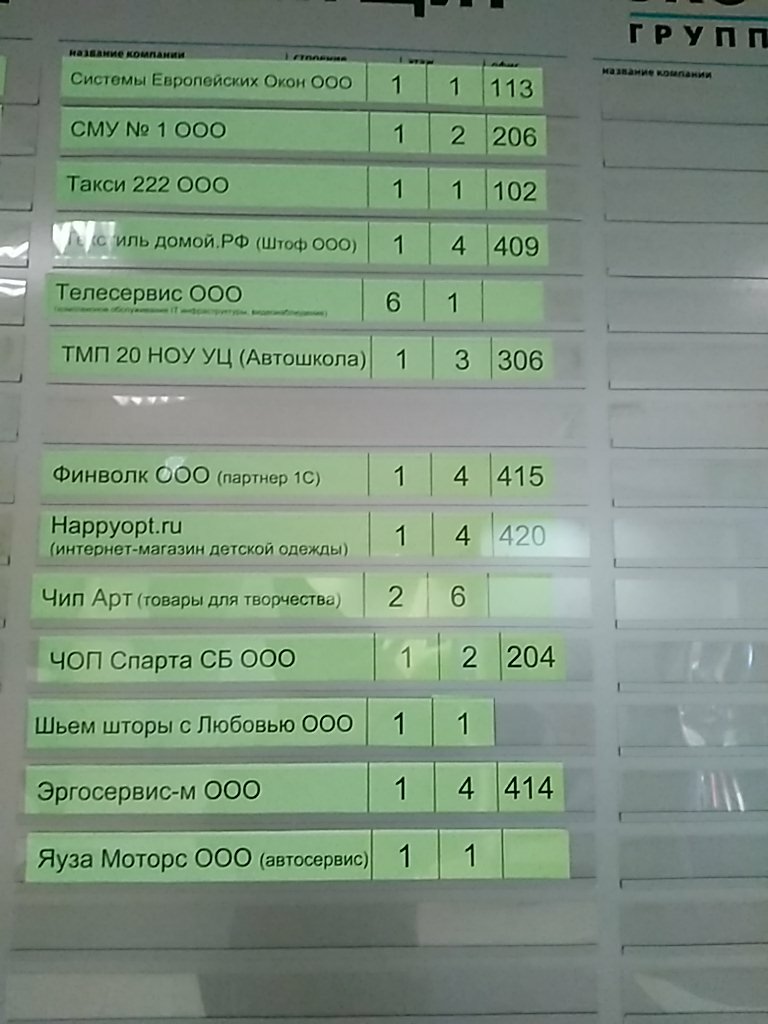 ГРУПП
название компании строение этаж офис
название компании
Системы Европейских Окон ООО 1 1 113
СМУ № 1 ООО 1 2 206
Такси 222 ООО 1 1 102
домой.РФ (Штоф ООО) 1 4 409
Телесервис ООО 6 1
ТМП 20 НОУ УЦ (Автошкола) 1 3 306
Финволк ООО (партнер 1С) 1 4 415
Happyopt.ru 1 4 420
(интернет-магазин детской одежды)
Чип Арт (товары для творчества) 2 6
ЧОП Спарта СБ ООО 1 2 204
Шьем шторы с Любовью ООО 1 1
Эргосервис-м ООО 1 4 414
Яуза Моторс ООО (автосервис) 1 1